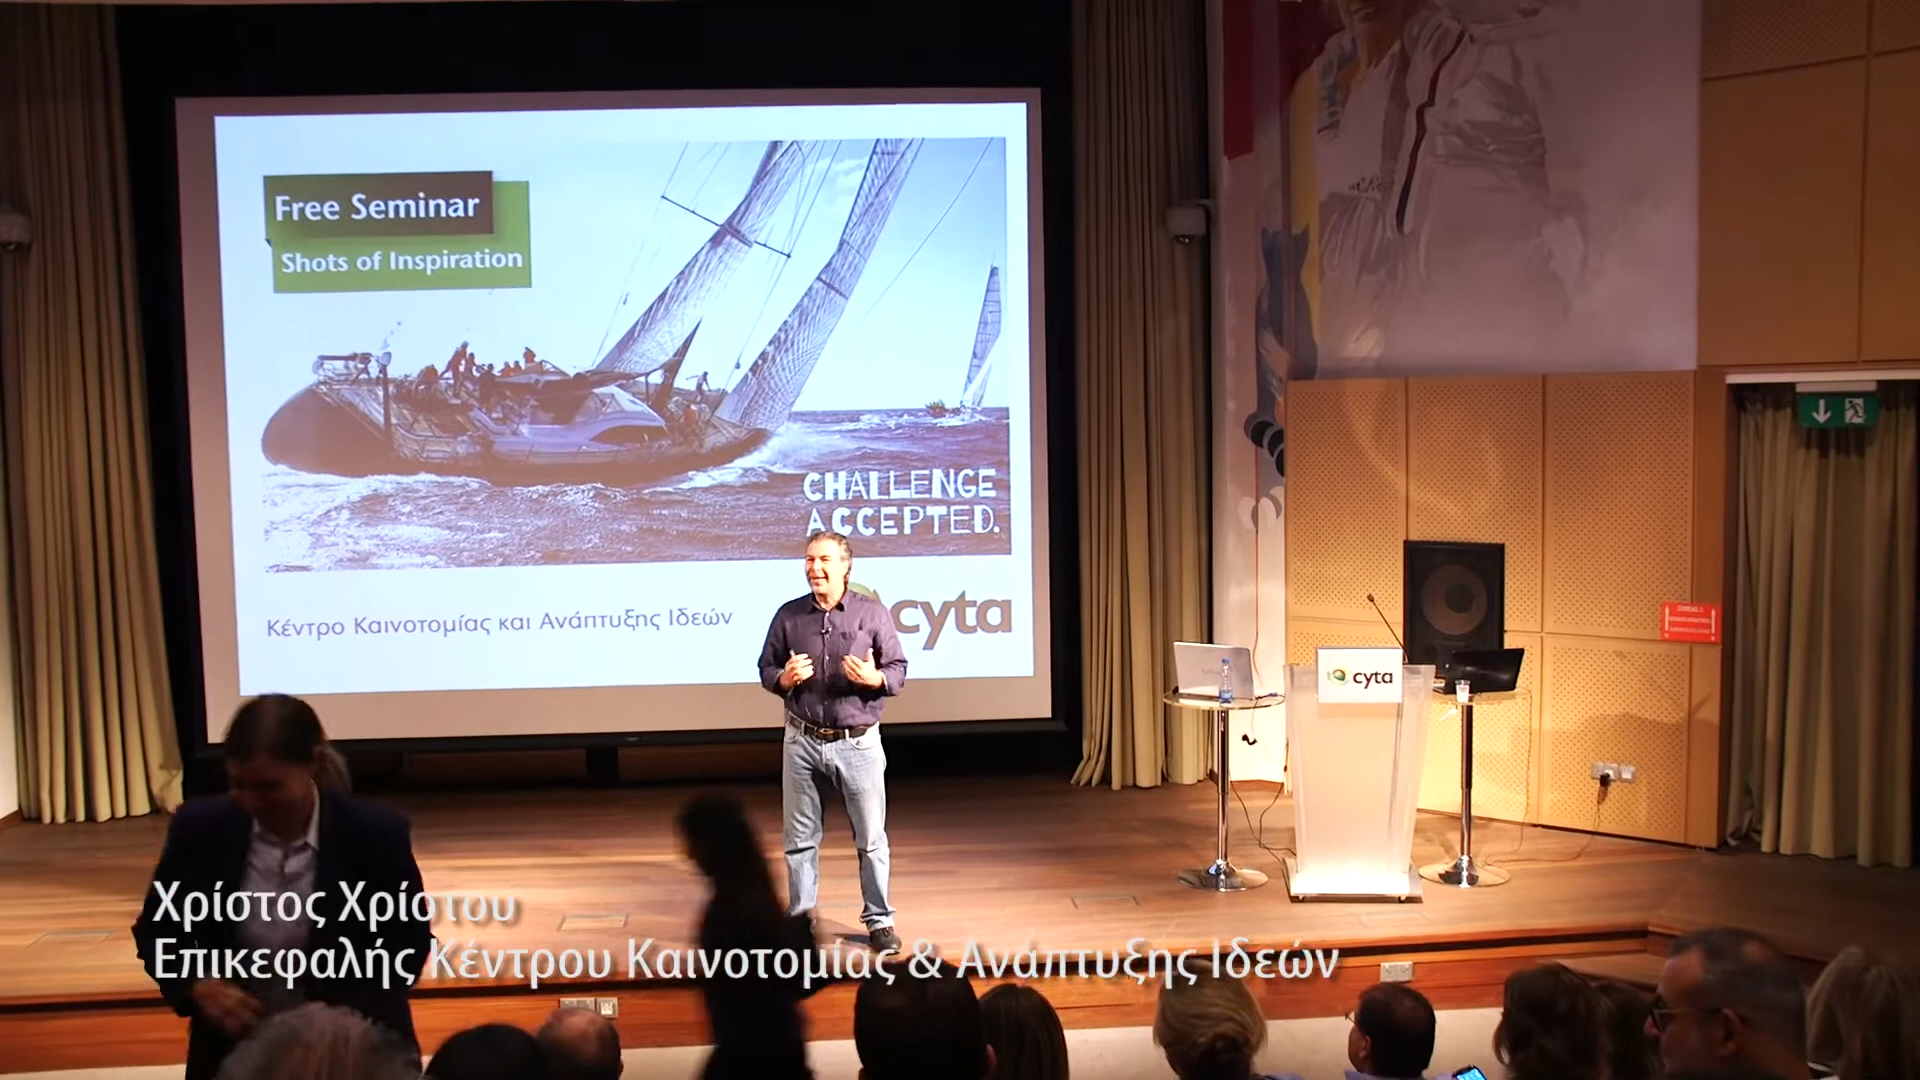 Free Seminar
Shots of Inspiration
CHALLENGE
ACCEPTED.
Κέντρο Καινοτομίας και Ανάπτυξης Ιδεών
cyta
cyta
Χρίστος Χρίστου
Επικεφαλής Κέντρου Καινοτομίας & Ανάπτυξης Ιδεών